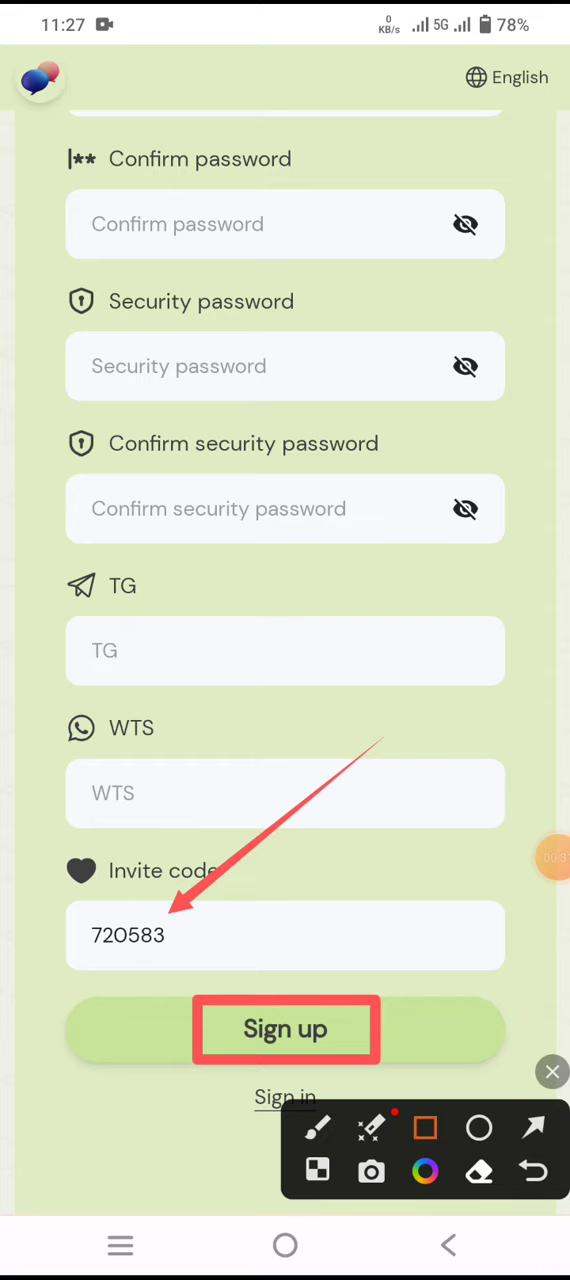 11:27
0
KB/s
5G
78%
English
|**
Confirm password
Confirm password
Security password
Security password
Confirm security password
Confirm security password
TG
TG
WTS
WTS
Invite code
720583
Sign up
Sign in